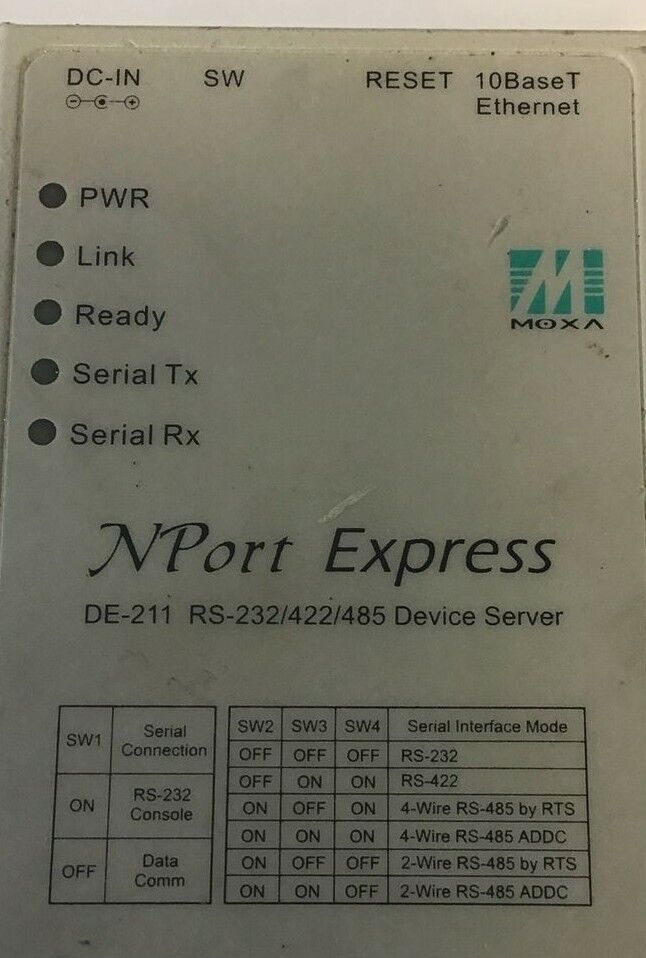 DC-IN SW RESET 10BaseT
Ethernet
PWR
Link
Ready
Serial Tx
Serial Rx
MOXA
NPort Express
DE-211 RS-232/422/485 Device Server
SW1 Serial Connection
ON RS-232 Console
OFF Data Comm
SW2 SW3 SW4 Serial Interface Mode
OFF OFF OFF RS-232
OFF ON ON RS-422
ON OFF ON 4-Wire RS-485 by RTS
ON ON ON 4-Wire RS-485 ADDC
ON OFF OFF 2-Wire RS-485 by RTS
ON ON OFF 2-Wire RS-485 ADDC